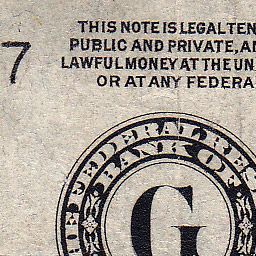 THIS NOTE IS LEGAL TEN
PUBLIC AND PRIVATE, AN
LAWFUL MONEY AT THE UN
OR AT ANY FEDERA
7
FEDERAL RES
BANK OF
G